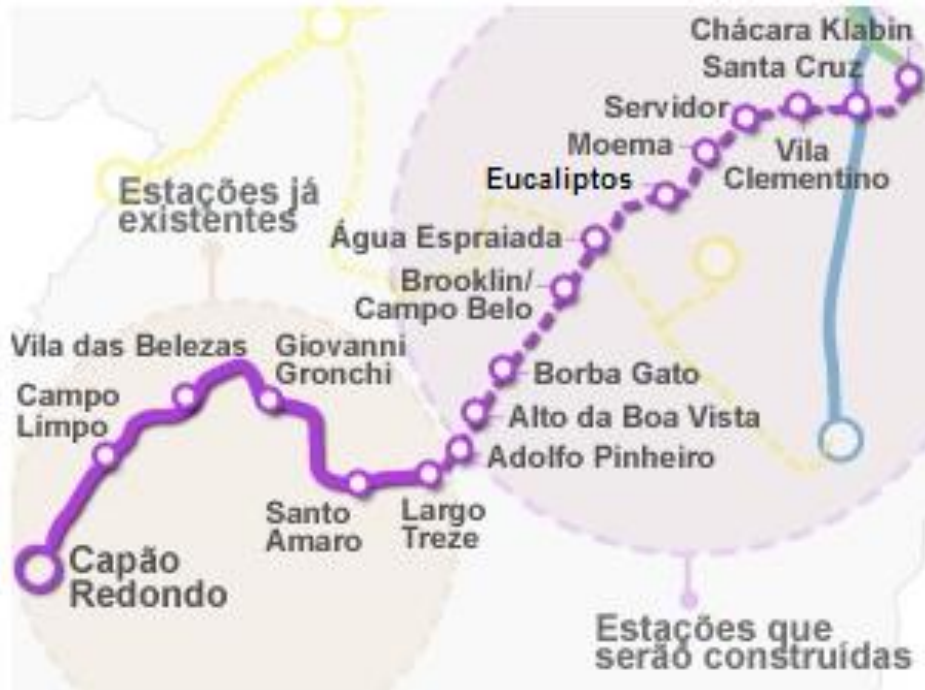 Chácara Klabin
Santa Cruz
Servidor
Moema
Vila
Clementino
Eucaliptos
Estações já
existentes
Água Espraiada
Brooklin/
Campo Belo
Vila das Belezas
Giovanni
Gronchi
Borba Gato
Campo
Limpo
Alto da Boa Vista
Adolfo Pinheiro
Santo
Amaro
Largo
Treze
Capão
Redondo
Estações que
serão construídas